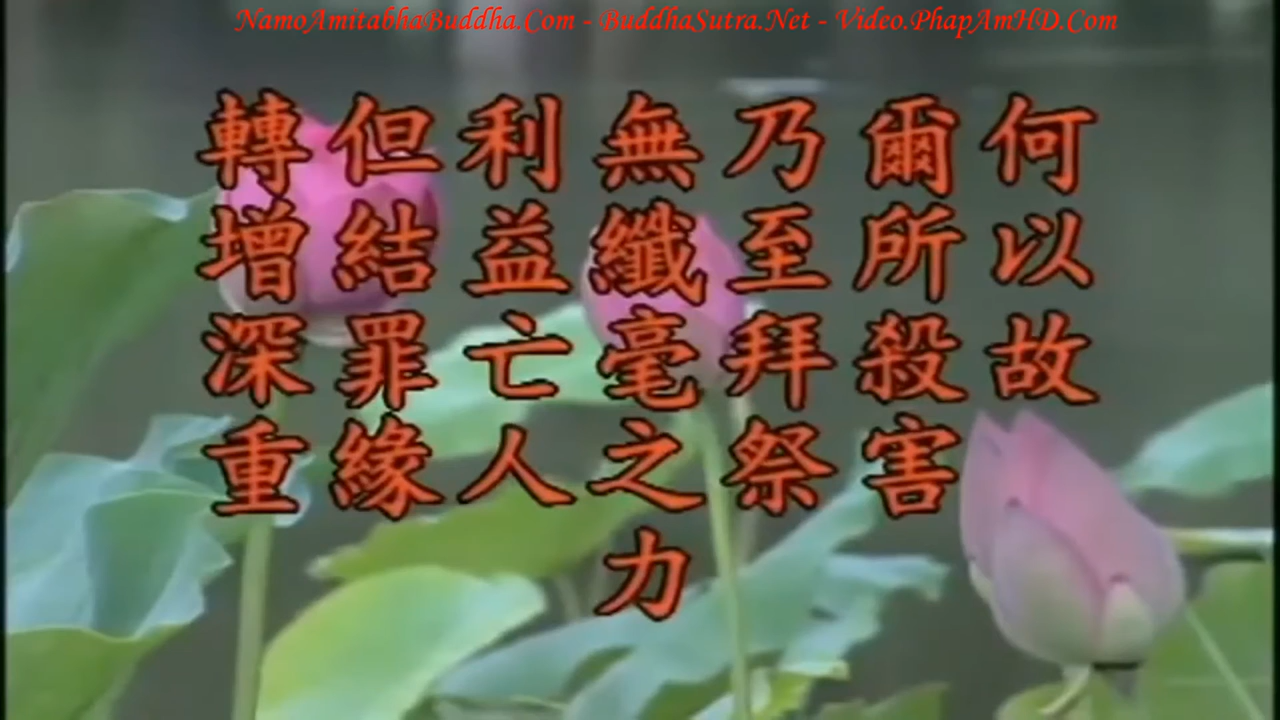 NamoAmitabhaBuddha.Com - BuddhaSutra.Net - Video.PhapAmHD.Com
何以故
爾所殺害
乃至拜祭
無纖毫之力
利益亡人
但結罪緣
轉增深重